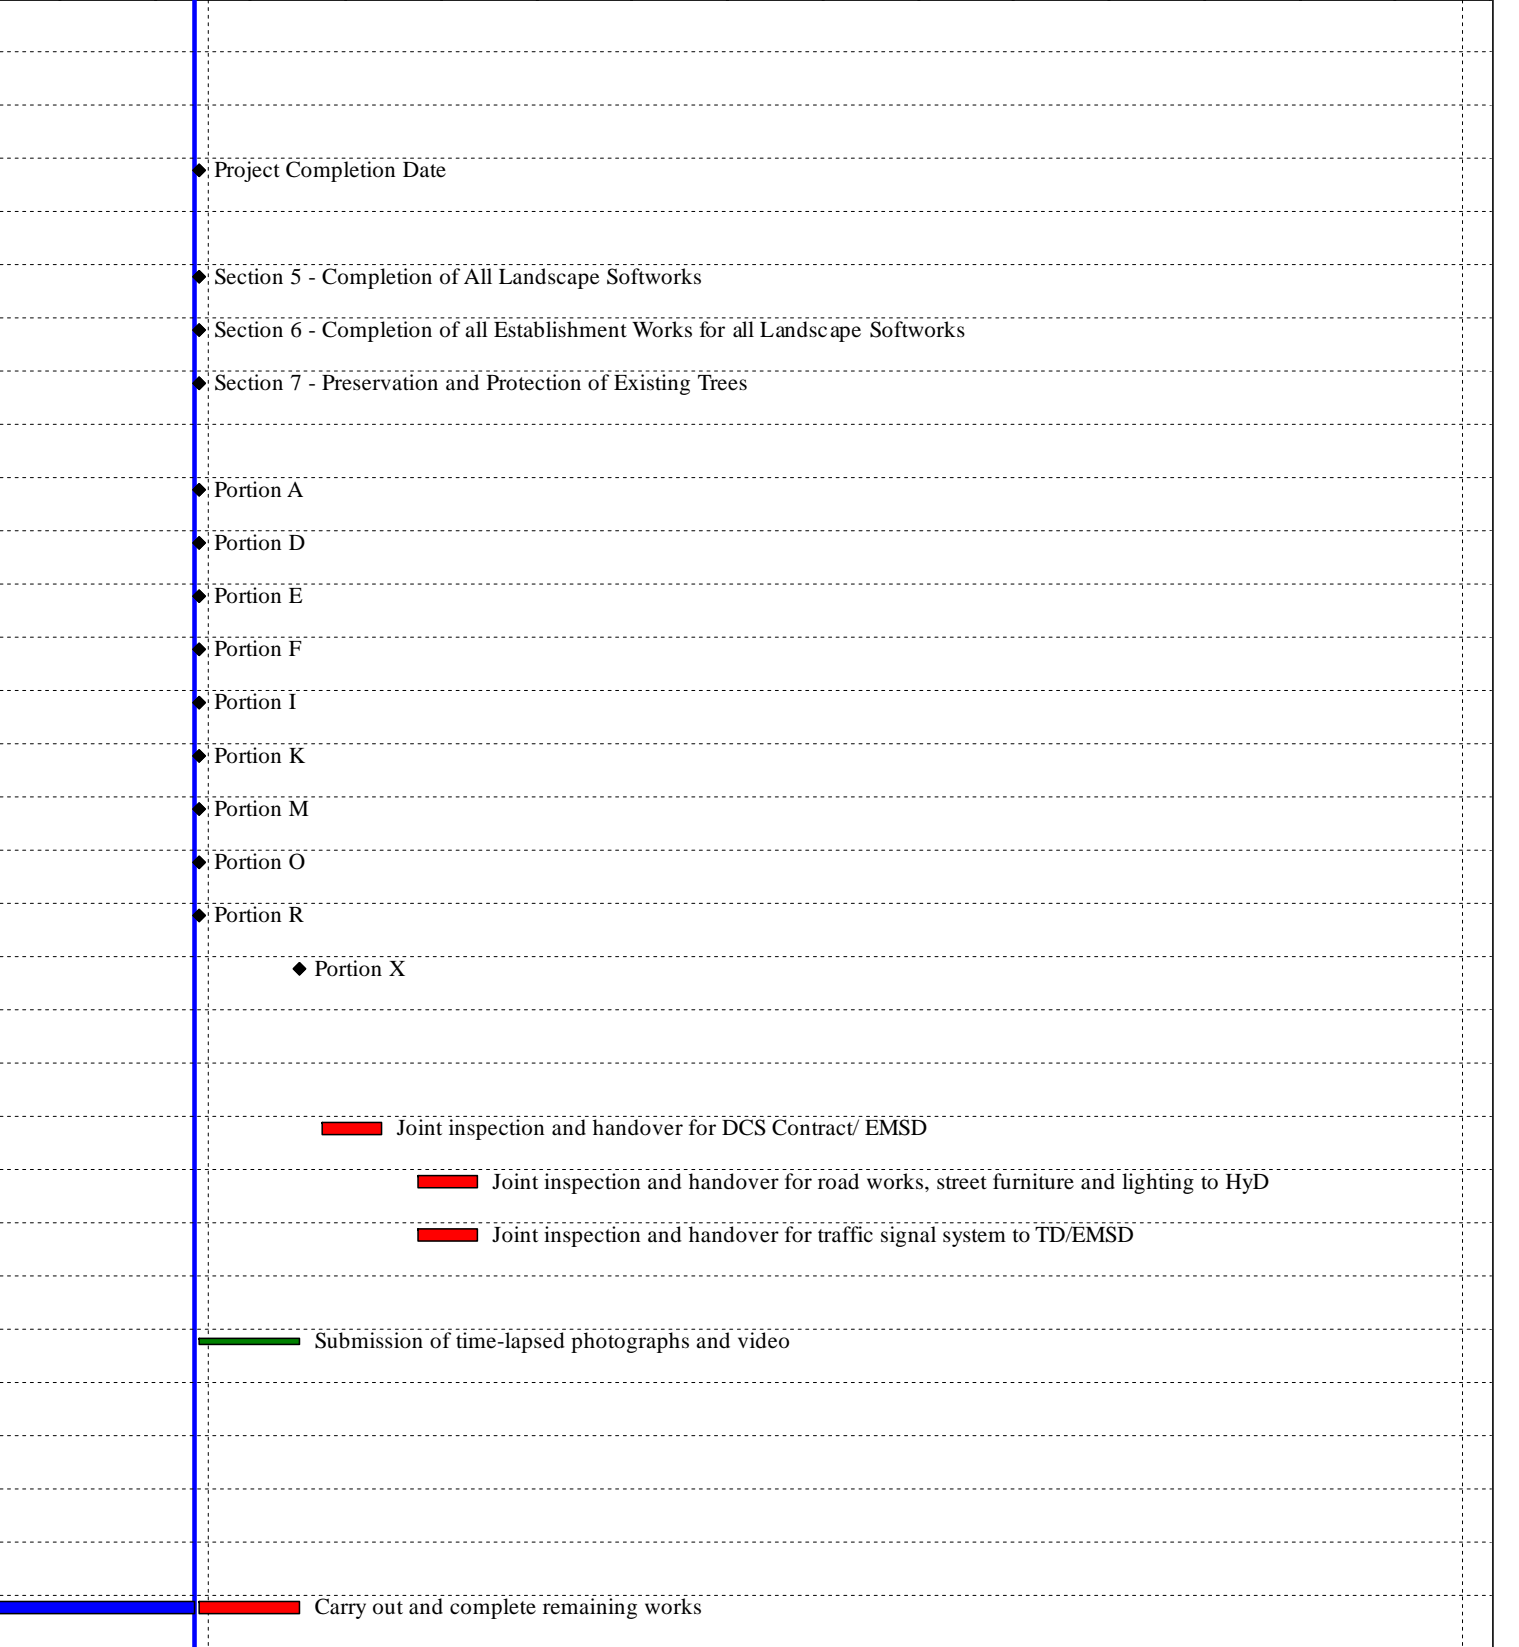 Project Completion Date
Section 5 - Completion of All Landscape Softworks
Section 6 - Completion of all Establishment Works for all Landscape Softworks
Section 7 - Preservation and Protection of Existing Trees
Portion A
Portion D
Portion E
Portion F
Portion I
Portion K
Portion M
Portion O
Portion R
Portion X
Joint inspection and handover for DCS Contract/ EMSD
Joint inspection and handover for road works, street furniture and lighting to HyD
Joint inspection and handover for traffic signal system to TD/EMSD
Submission of time-lapsed photographs and video
Carry out and complete remaining works